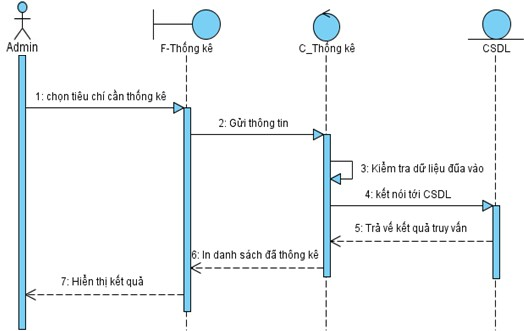 Admin
F-Thống kê
C_Thống kê
CSDL
1: chọn tiêu chí cần thống kê
2: Gửi thông tin
3: Kiểm tra dữ liệu đũa vào
4: kết nói tới CSDL
5: Trả về kết quả truy vấn
6: In danh sách đã thông kê
7: Hiển thị kết quả